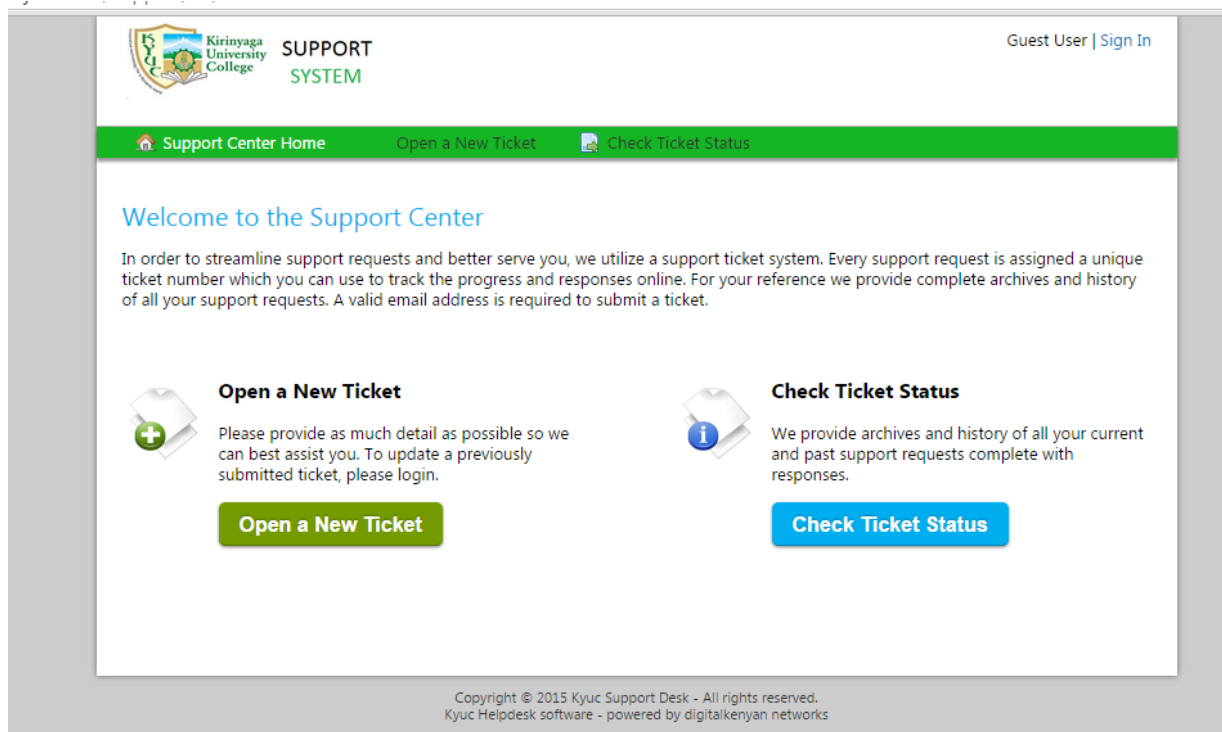 Kirinyaga
University
College
SUPPORT
SYSTEM
Guest User | Sign In
Support Center Home Open a New Ticket Check Ticket Status
Welcome to the Support Center
In order to streamline support requests and better serve you, we utilize a support ticket system. Every support request is assigned a unique
ticket number which you can use to track the progress and responses online. For your reference we provide complete archives and history
of all your support requests. A valid email address is required to submit a ticket.
Open a New Ticket
Please provide as much detail as possible so we
can best assist you. To update a previously
submitted ticket, please login.
Open a New Ticket
Check Ticket Status
We provide archives and history of all your current
and past support requests complete with
responses.
Check Ticket Status
Copyright © 2015 Kyuc Support Desk - All rights reserved.
Kyuc Helpdesk software - powered by digitalkenyan networks